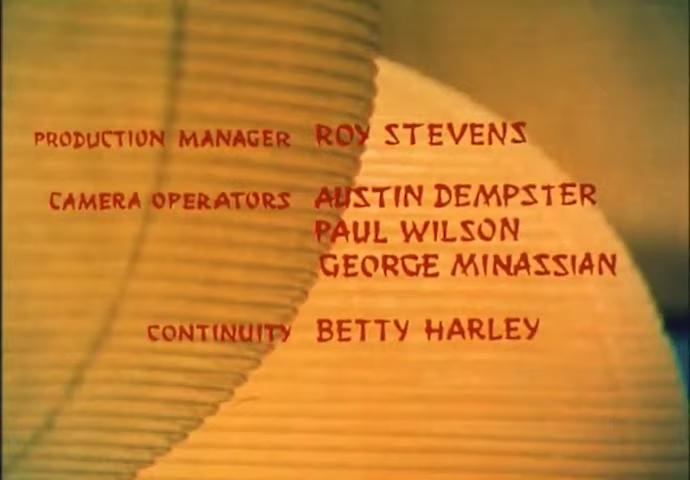 PRODUCTION MANAGER ROY STEVENS
CAMERA OPERATORS AUSTIN DEMPSTER
PAUL WILSON
GEORGE MINASSIAN
CONTINUITY BETTY HARLEY